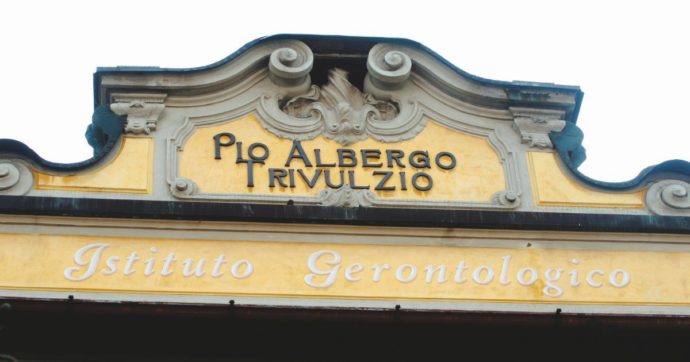 PIO ALBERGO
TRIVULZIO
Istituto Gerontologico